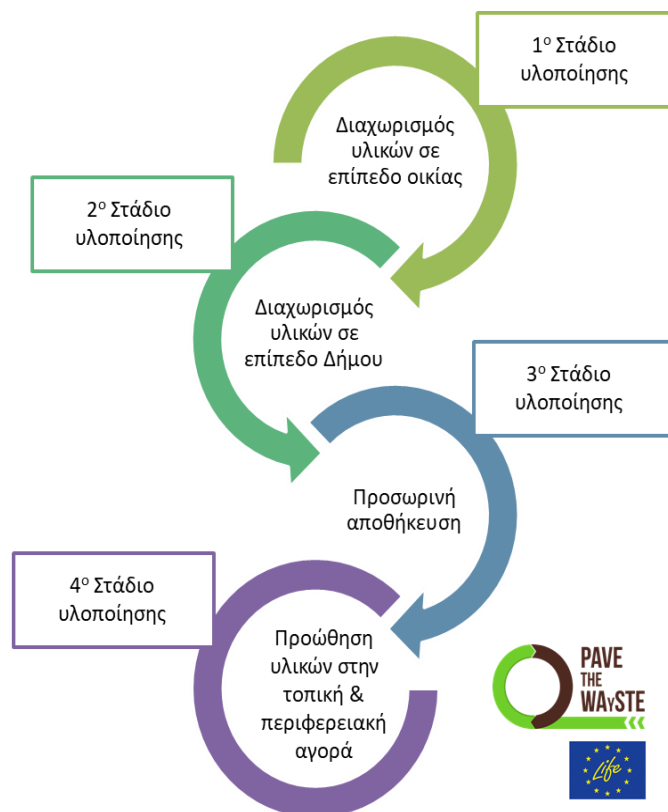 1ο Στάδιο
υλοποίησης
Διαχωρισμός
υλικών σε
επίπεδο οικίας
2ο Στάδιο
υλοποίησης
Διαχωρισμός
υλικών σε
επίπεδο Δήμου
3ο Στάδιο
υλοποίησης
Προσωρινή
αποθήκευση
4ο Στάδιο
υλοποίησης
Προώθηση
υλικών στην
τοπική &
περιφερειακή
αγορά
PAVE
THE
WAySTE
Life